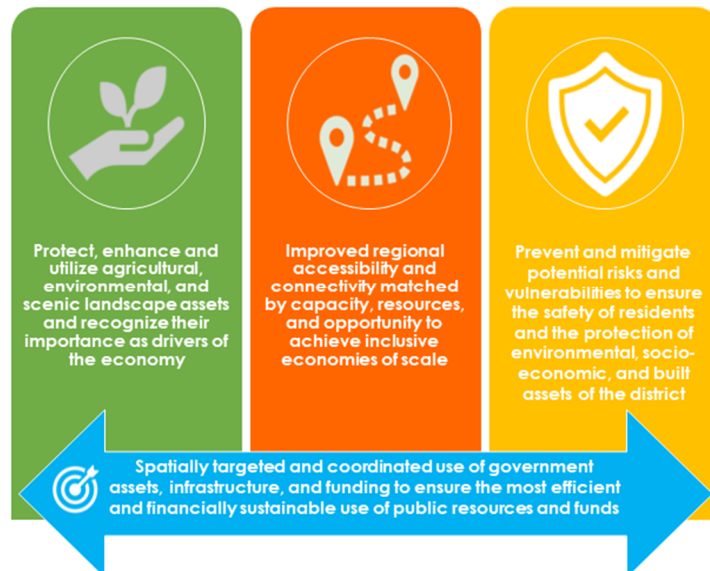 Protect, enhance and
utilize agricultural,
environmental, and
scenic landscape assets
and recognize their
importance as drivers of
the economy
Improved regional
accessibility and
connectivity matched
by capacity, resources,
and opportunity to
achieve inclusive
economies of scale
Prevent and mitigate
potential risks and
vulnerabilities to ensure
the safety of residents
and the protection of
environmental, socio-
economic, and built
assets of the district
Spatially targeted and coordinated use of government
assets, infrastructure, and funding to ensure the most efficient
and financially sustainable use of public resources and funds